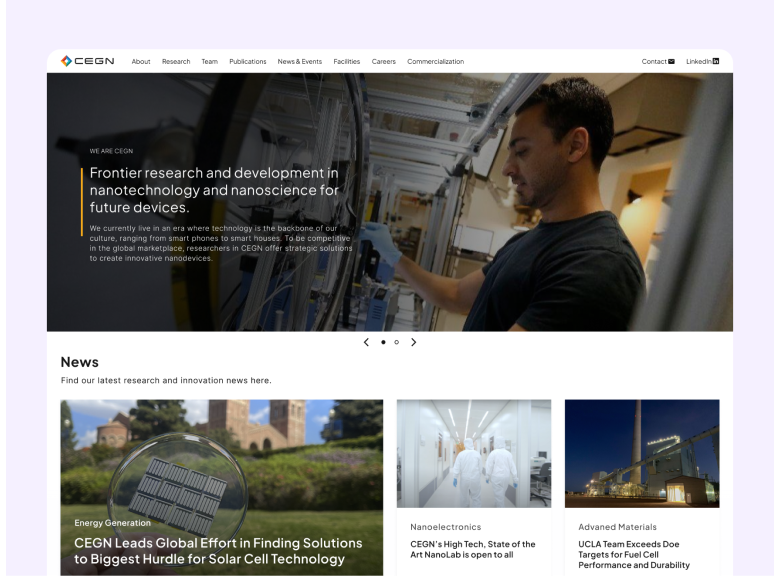 CEGN About Research Team Publications News & Events Facilities Careers Commercialization Contact LinkedIn
WE ARE CEGN
Frontier research and development in
nanotechnology and nanoscience for
future devices.
We currently live in an era where technology is the backbone of our
culture, ranging from smart phones to smart houses. To be competitive
in the global marketplace, researchers in CEGN offer strategic solutions
to create innovative nanodevices.
News
Find our latest research and innovation news here.
Energy Generation
CEGN Leads Global Effort in Finding Solutions
to Biggest Hurdle for Solar Cell Technology
Nanoelectronics
CEGN's High Tech, State of the
Art NanoLab is open to all
Advaned Materials
UCLA Team Exceeds Doe
Targets for Fuel Cell
Performance and Durability